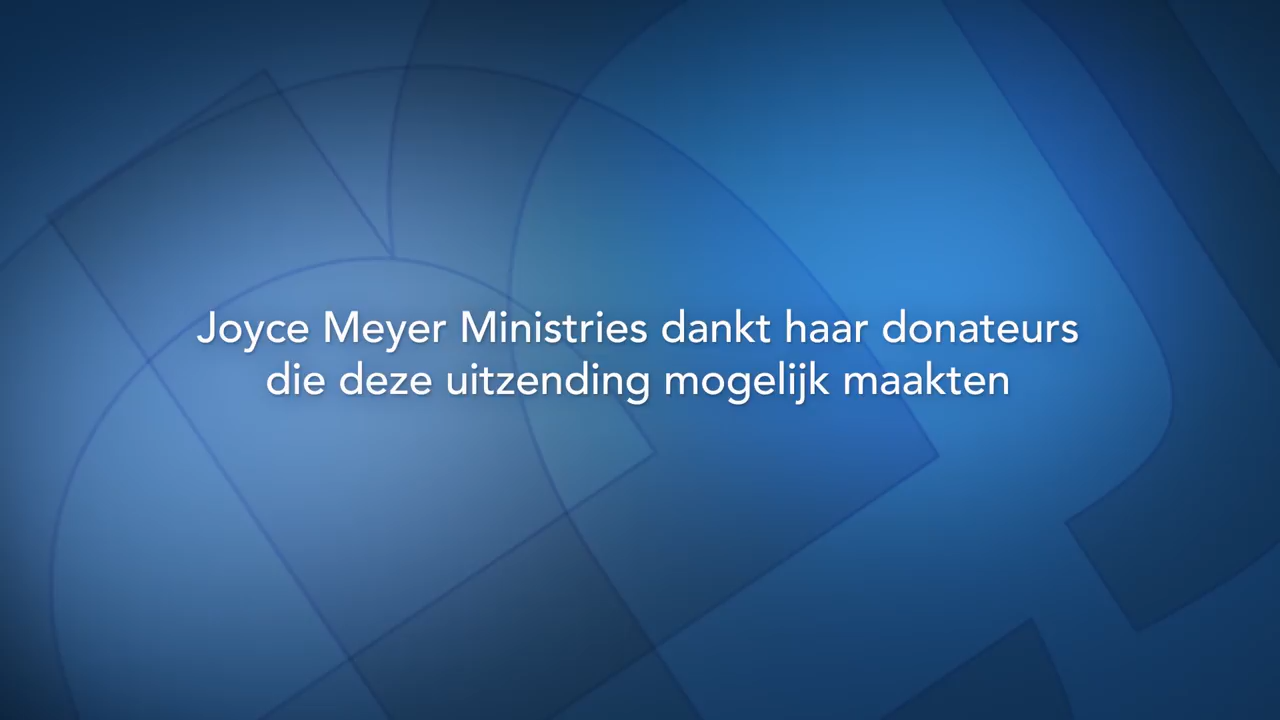 Joyce Meyer Ministries dankt haar donateurs
die deze uitzending mogelijk maakten